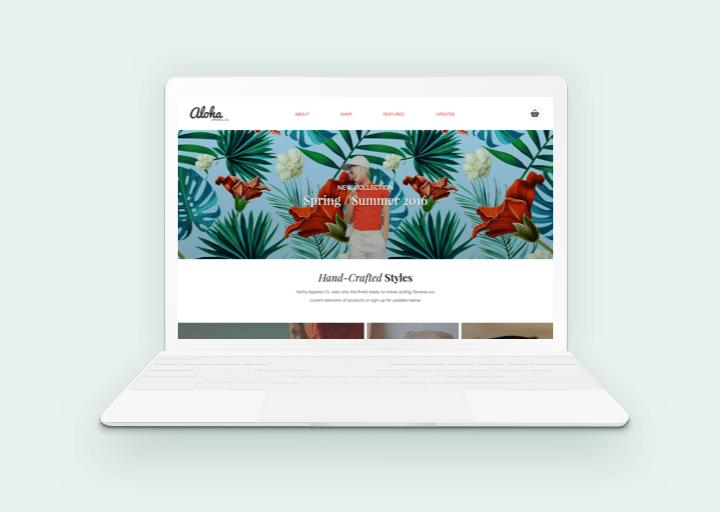 Aloha
APPAREL CO.
ABOUT SHOP FEATURED UPDATES
NEW COLLECTION
Spring / Summer 2016
Hand-Crafted Styles
Aloha Apparel Co. sells only the finest ready-to-travel clothing. Browse our
current selection of products or sign-up for updates below